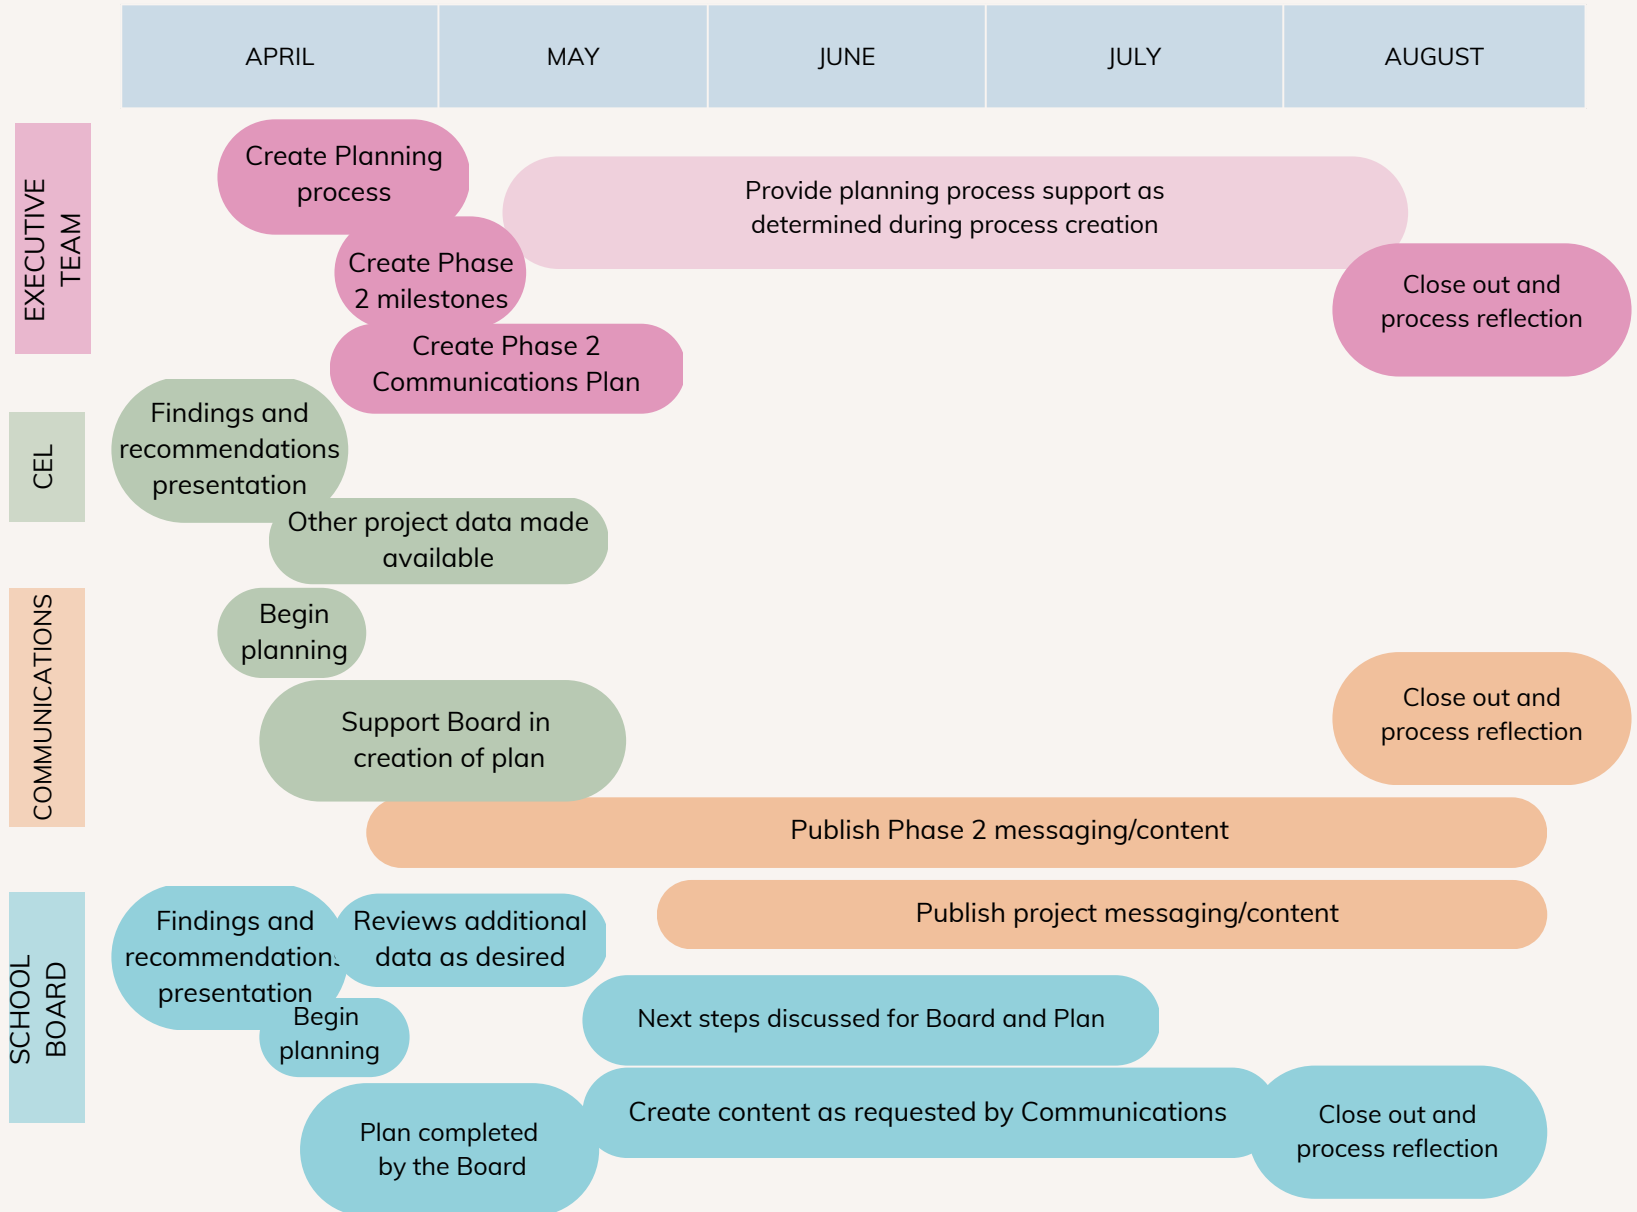 APRIL
MAY
JUNE
JULY
AUGUST
EXECUTIVE
TEAM
Create Planning
process
Provide planning process support as
determined during process creation
Create Phase
2 milestones
Close out and
process reflection
Create Phase 2
Communications Plan
CEL
Findings and
recommendations
presentation
Other project data made
available
COMMUNICATIONS
Begin
planning
Support Board in
creation of plan
Close out and
process reflection
Publish Phase 2 messaging/content
Publish project messaging/content
SCHOOL
BOARD
Findings and
recommendations
presentation
Reviews additional
data as desired
Begin
planning
Next steps discussed for Board and Plan
Create content as requested by Communications
Plan completed
by the Board
Close out and
process reflection